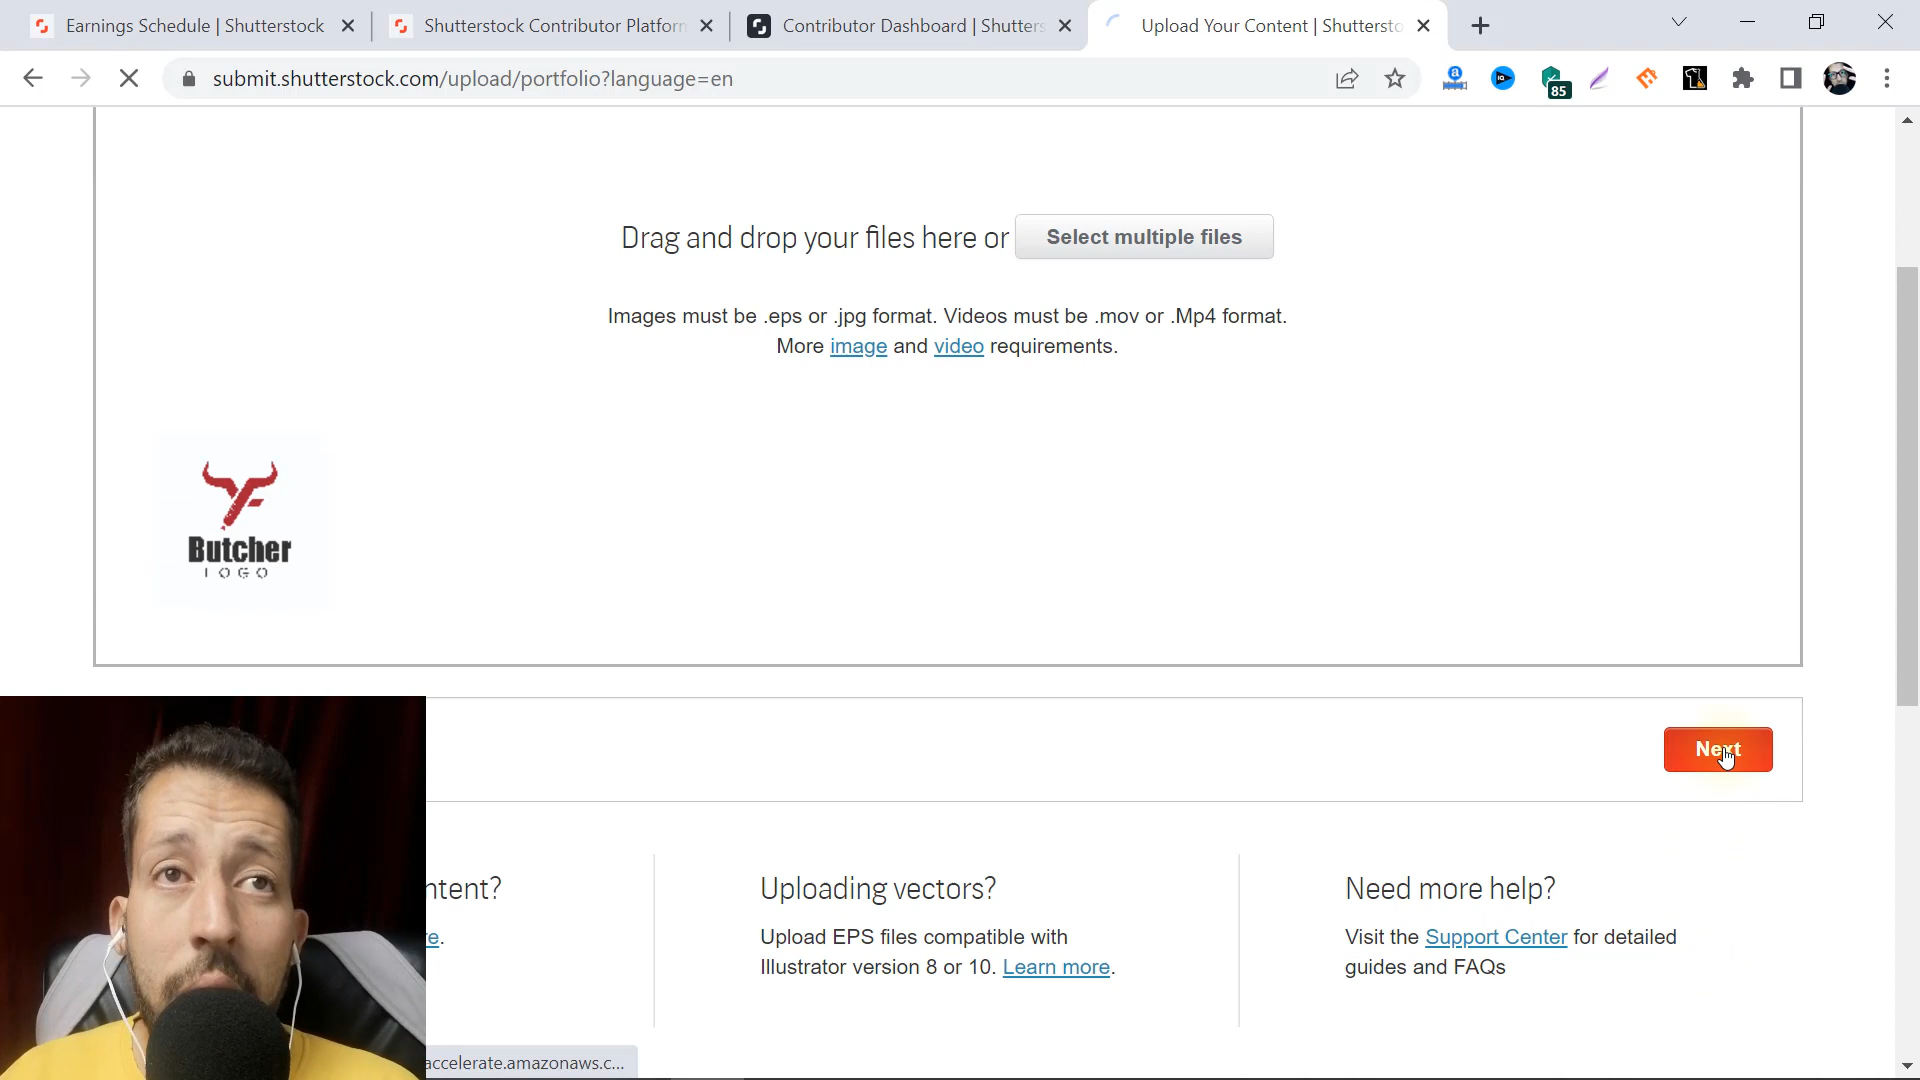 Earnings Schedule | Shutterstock
Shutterstock Contributor Platform
Contributor Dashboard | Shutters
Upload Your Content | Shuttersto
submit.shutterstock.com/upload/portfolio?language=en
85
Drag and drop your files here or Select multiple files
Images must be .eps or .jpg format. Videos must be .mov or .Mp4 format.
More image and video requirements.
YF
Butcher
LOGO
Next
ntent?
re.
Uploading vectors?
Upload EPS files compatible with
Illustrator version 8 or 10. Learn more.
Need more help?
Visit the Support Center for detailed
guides and FAQs
accelerate.amazonaws.c...